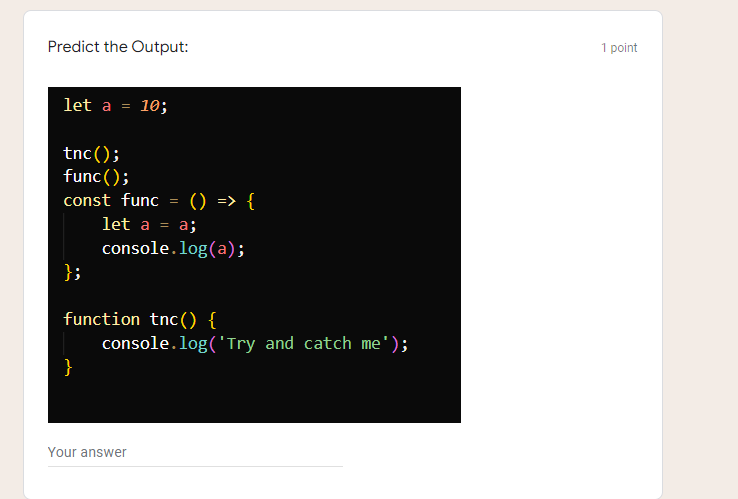 Predict the Output:
1 point
let a = 10;
tnc();
func();
const func = () => {
    let a = a;
    console.log(a);
};
function tnc() {
    console.log('Try and catch me');
}
Your answer